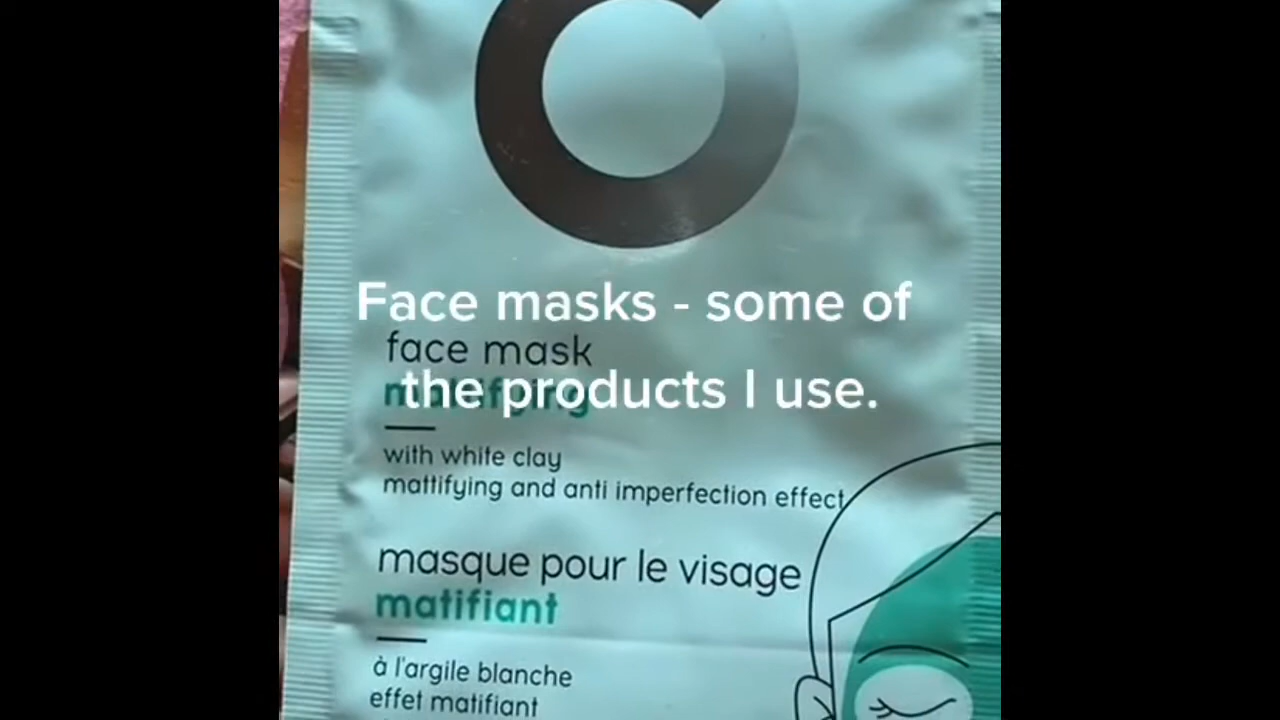 Face masks - some of
the products I use.
face mask
mattifying
with white clay
mattifying and anti imperfection effect
masque pour le visage
matifiant
à l'argile blanche
effet matifiant